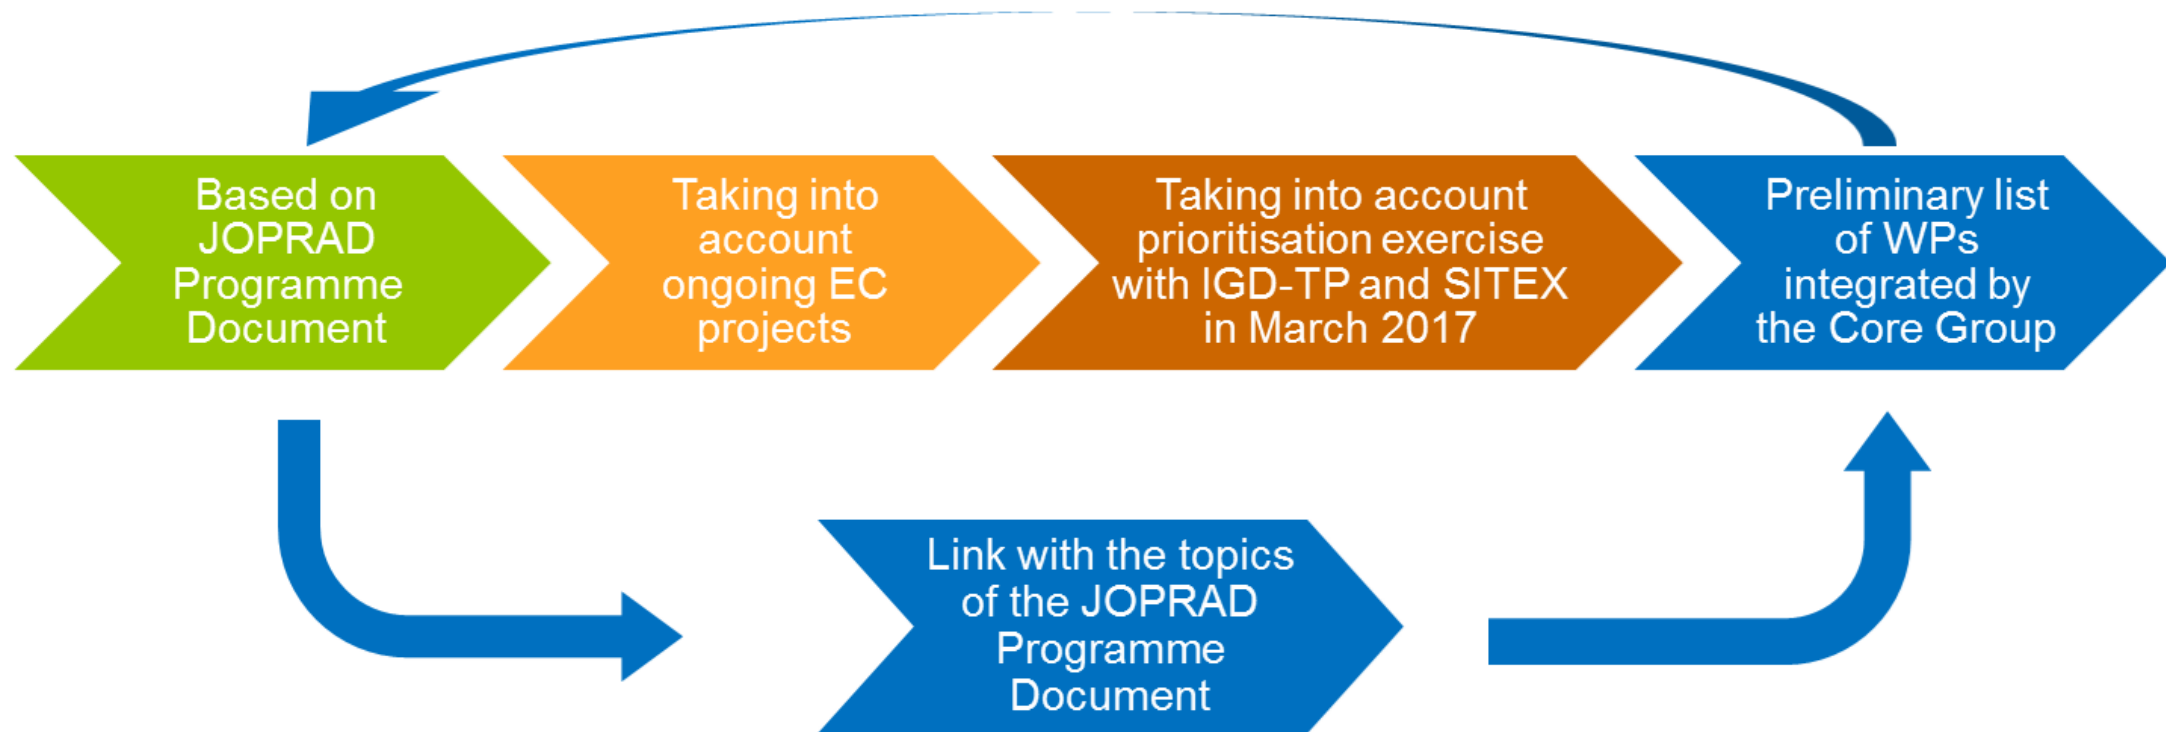 Based on
JOPRAD
Programme
Document
Taking into
account
ongoing EC
projects
Taking into account
prioritisation exercise
with IGD-TP and SITEX
in March 2017
Preliminary list
of WPs
integrated by
the Core Group
Link with the topics
of the JOPRAD
Programme
Document